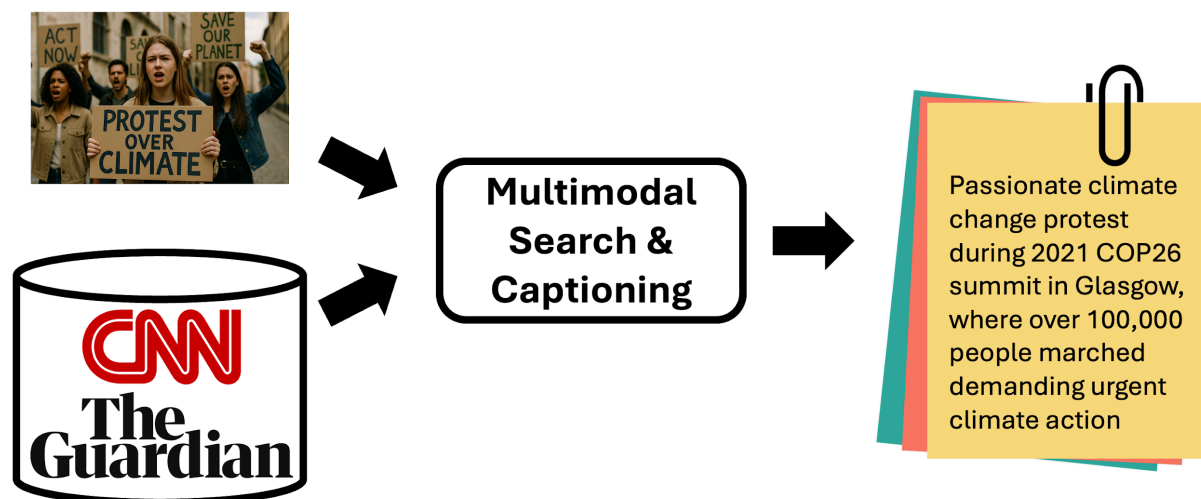 ACT
NOW
SAVE
OUR
PLANET
PROTEST
OVER
CLIMATE
CNN
The
Guardian
Multimodal
Search &
Captioning
Passionate climate
change protest
during 2021 COP26
summit in Glasgow,
where over 100,000
people marched
demanding urgent
climate action